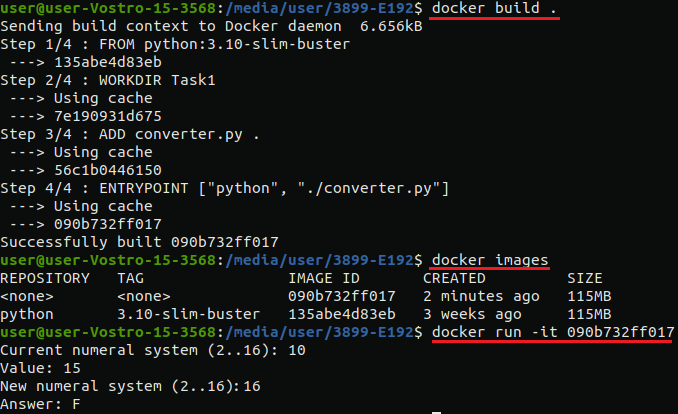 user@user-Vostro-15-3568:/media/user/3899-E192$ docker build .
Sending build context to Docker daemon  6.656kB
Step 1/4 : FROM python:3.10-slim-buster
 ---> 135abe4d83eb
Step 2/4 : WORKDIR Task1
 ---> Using cache
 ---> 7e190931d675
Step 3/4 : ADD converter.py .
 ---> Using cache
 ---> 56c1b0446150
Step 4/4 : ENTRYPOINT ["python", "./converter.py"]
 ---> Using cache
 ---> 090b732ff017
Successfully built 090b732ff017
user@user-Vostro-15-3568:/media/user/3899-E192$ docker images
REPOSITORY   TAG                IMAGE ID       CREATED         SIZE
<none>       <none>             090b732ff017   2 minutes ago   115MB
python       3.10-slim-buster   135abe4d83eb   3 weeks ago     115MB
user@user-Vostro-15-3568:/media/user/3899-E192$ docker run -it 090b732ff017
Current numeral system (2..16): 10
Value: 15
New numeral system (2..16):16
Answer: F